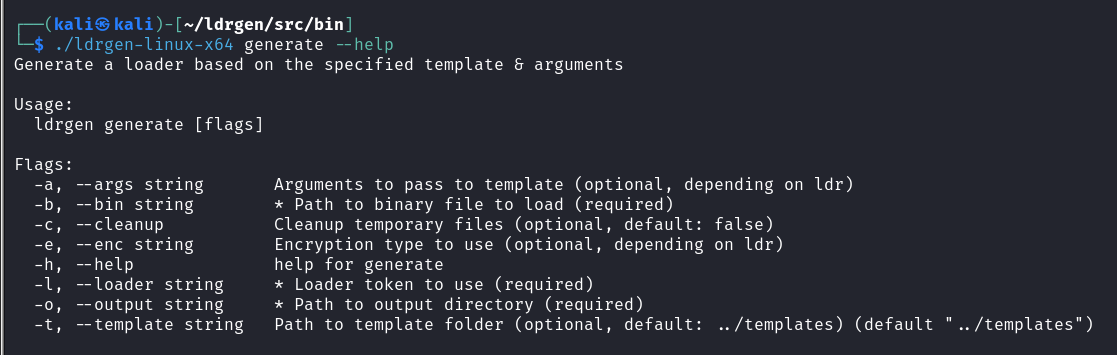 ┌──(kali㉿kali)-[~/ldrgen/src/bin]
└─$ ./ldrgen-linux-x64 generate --help
Generate a loader based on the specified template & arguments
Usage:
  ldrgen generate [flags]
Flags:
  -a, --args string       Arguments to pass to template (optional, depending on ldr)
  -b, --bin string        * Path to binary file to load (required)
  -c, --cleanup           Cleanup temporary files (optional, default: false)
  -e, --enc string        Encryption type to use (optional, depending on ldr)
  -h, --help              help for generate
  -l, --loader string     * Loader token to use (required)
  -o, --output string     * Path to output directory (required)
  -t, --template string   Path to template folder (optional, default: ../templates) (default "../templates")